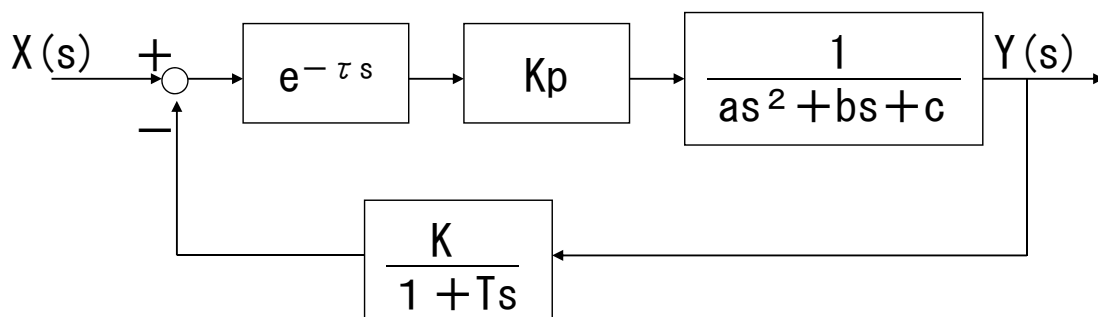 X(s)
+
−
e^{-τs}
Kp
1
as²+bs+c
Y(s)
K
1+Ts